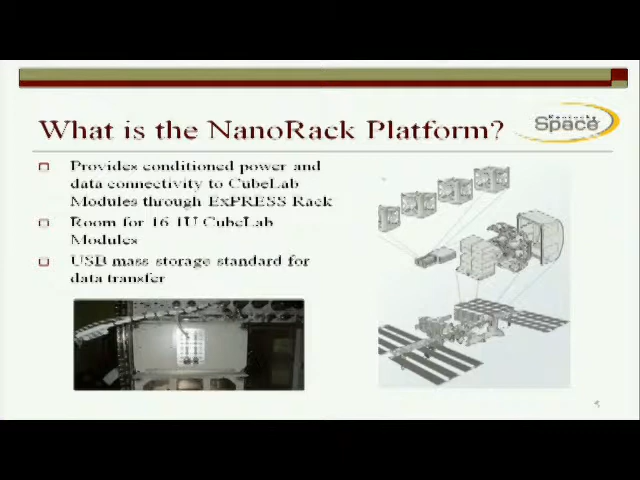 What is the NanoRack Platform?
Kentucky
Space
Provides conditioned power and
data connectivity to CubeLab
Modules through ExPRESS Rack
Room for 16 1U CubeLab
Modules
USB mass storage standard for
data transfer